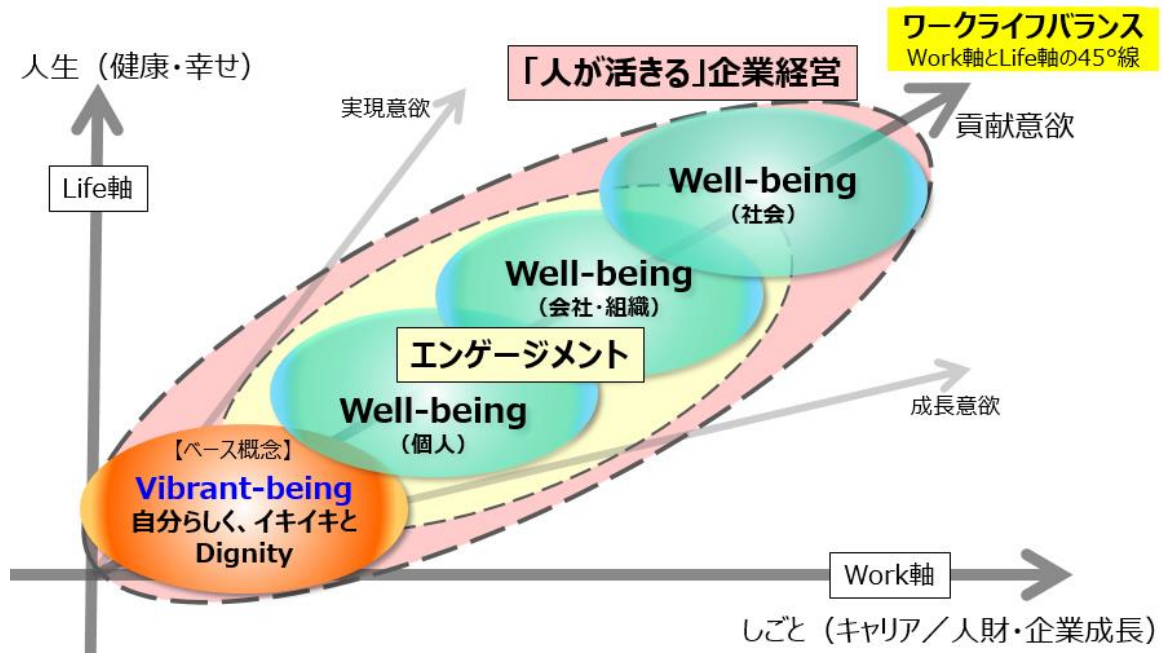 ワークライフバランス
Work軸とLife軸の45°線
人生（健康・幸せ）
「人が活きる」企業経営
実現意欲
貢献意欲
Life軸
Well-being
（社会）
Well-being
（会社・組織）
エンゲージメント
成長意欲
Well-being
（個人）
【ベース概念】
Vibrant-being
自分らしく、イキイキと
Dignity
Work軸
しごと（キャリア／人財・企業成長）